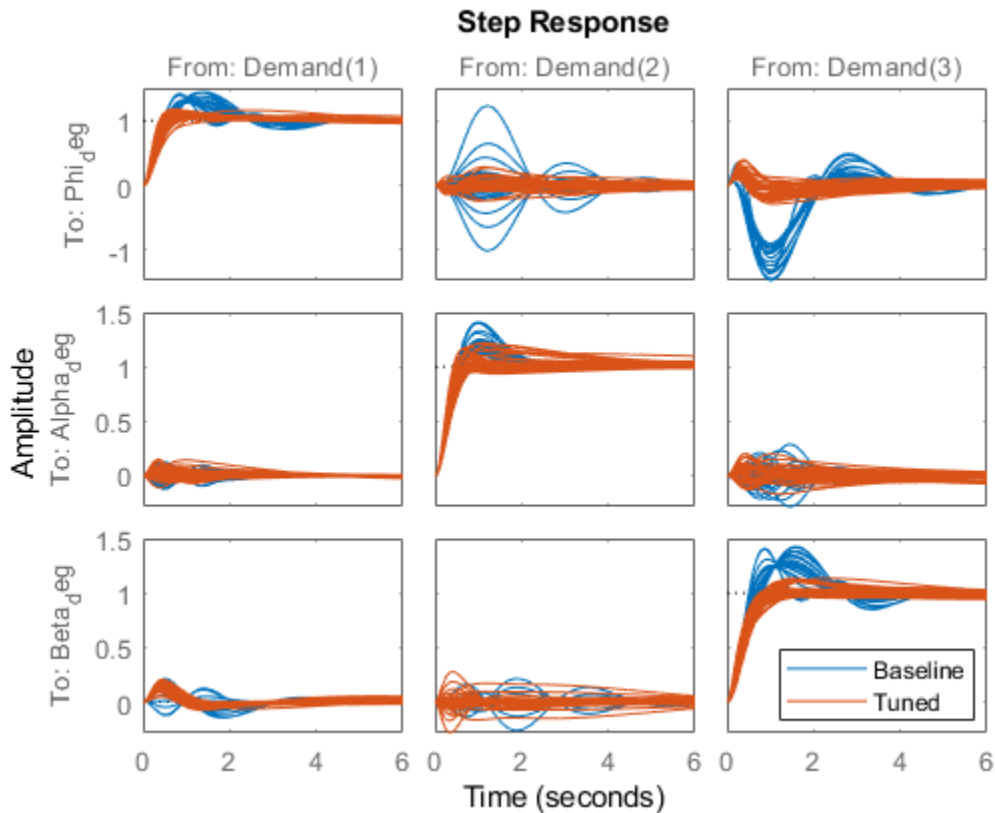 Step Response
From: Demand(1) From: Demand(2) From: Demand(3)
To: Phi_deg
1
0
-1
Amplitude
To: Alpha_deg
1.5
1
0.5
0
To: Beta_deg
1.5
1
0.5
0
Baseline
Tuned
0 2 4 6 0 2 4 6 0 2 4 6
Time (seconds)